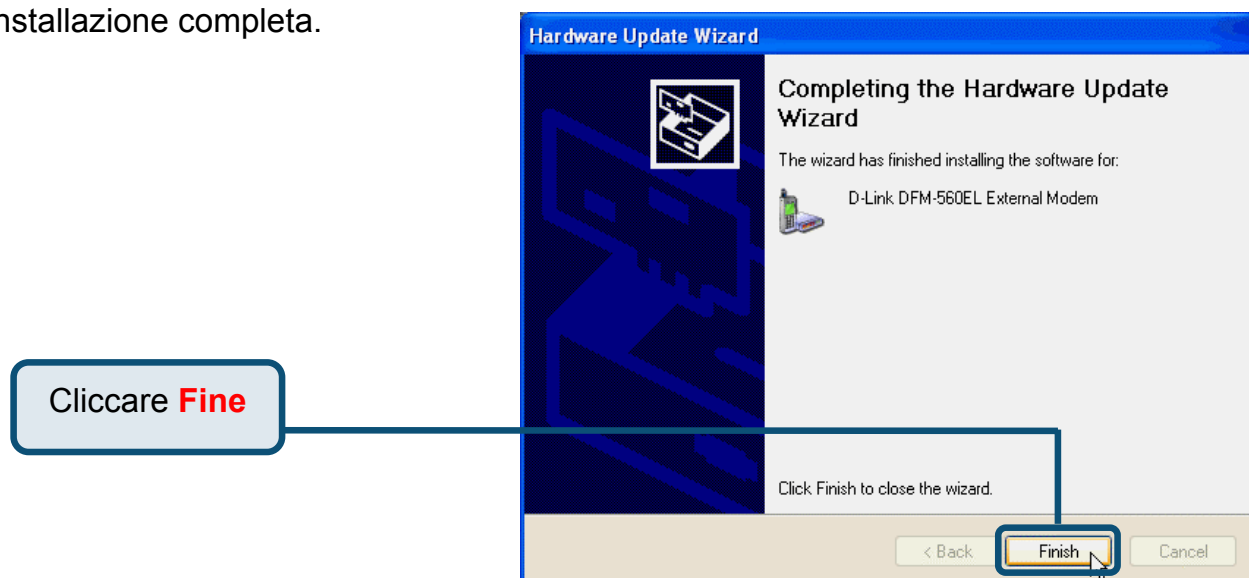 nstallazione completa.
Hardware Update Wizard
Completing the Hardware Update
Wizard
The wizard has finished installing the software for:
D-Link DFM-560EL External Modem
Cliccare Fine
Click Finish to close the wizard.
< Back Finish Cancel